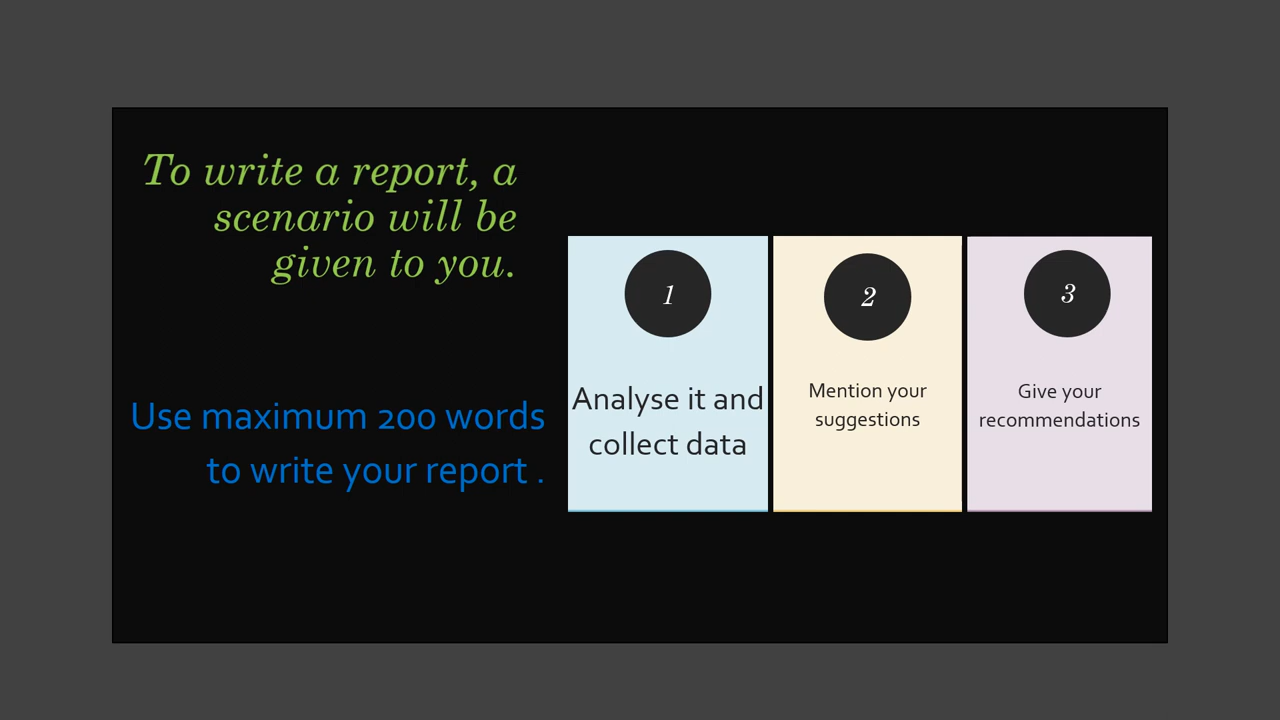 To write a report, a
scenario will be
given to you.
Use maximum 200 words
to write your report .
1
Analyse it and
collect data
2
Mention your
suggestions
3
Give your
recommendations